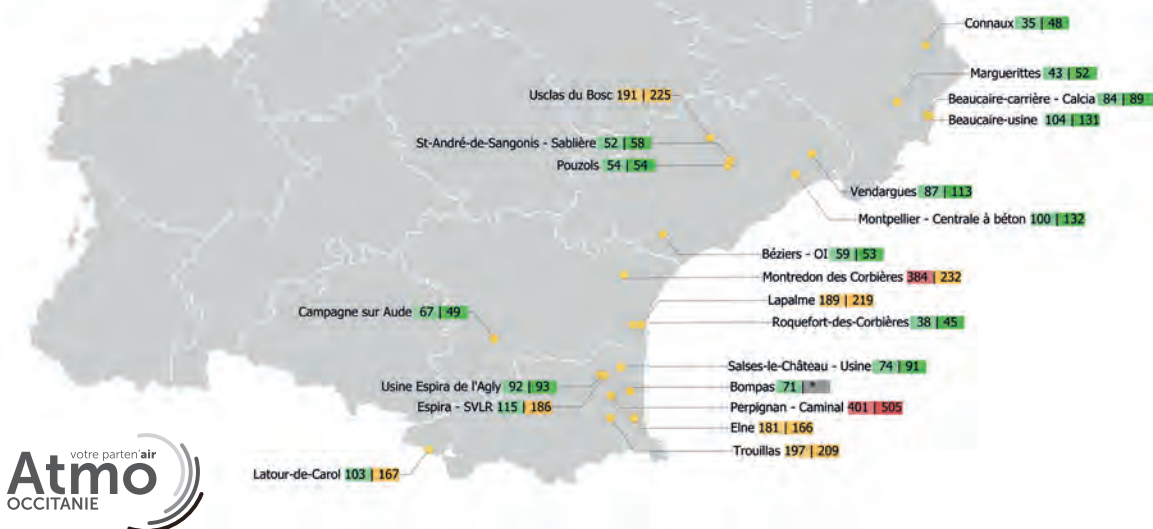 Connaux 35 | 48
Marguerittes 43 | 52
Usclas du Bosc 191 | 225
Beaucaire-carrière - Calcia 84 | 89
Beaucaire-usine 104 | 131
St-André-de-Sangonis - Sablière 52 | 58
Pouzols 54 | 54
Vendargues 87 | 113
Montpellier - Centrale à béton 100 | 132
Béziers - OI 59 | 53
Montredon des Corbières 384 | 232
Lapalme 189 | 219
Campagne sur Aude 67 | 49
Roquefort-des-Corbières 38 | 45
Salses-le-Château - Usine 74 | 91
Usine Espira de l'Agly 92 | 93
Bompas 71 | *
Espira - SVLR 115 | 186
Perpignan - Caminal 401 | 505
Elne 181 | 166
Trouillas 197 | 209
Latour-de-Carol 103 | 167
votre parten'air
Atmo
OCCITANIE